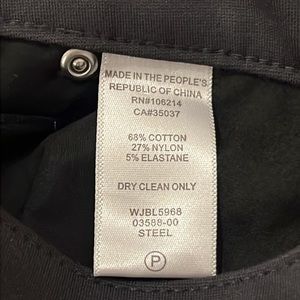 MADE IN THE PEOPLE'S
REPUBLIC OF CHINA
RN#106214
CA#35037
68% COTTON
27% NYLON
5% ELASTANE
DRY CLEAN ONLY
WJBL5968
03588-00
STEEL
P